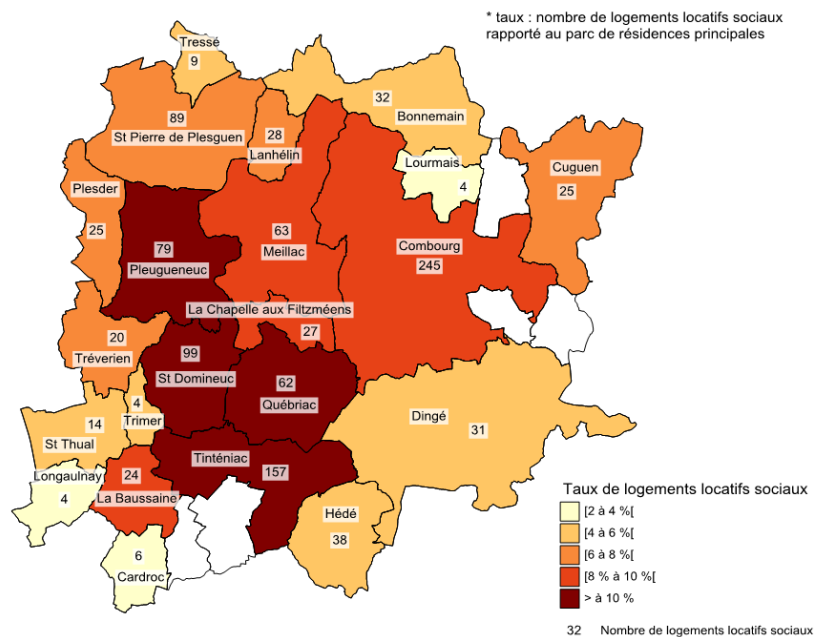 * taux : nombre de logements locatifs sociaux
rapporté au parc de résidences principales
Tressé
9
32
Bonnemain
89
St Pierre de Plesguen
28
Lanhélin
Lourmais
4
Cuguen
25
Plesder
25
79
Pleugueneuc
63
Meillac
Combourg
245
La Chapelle aux Filtzméens
27
20
Tréverien
99
St Domineuc
62
Québriac
4
Trimer
14
St Thual
Dingé
31
Tinténiac
157
Longaulnay
4
24
La Baussaine
Hédé
38
6
Cardroc
Taux de logements locatifs sociaux
[2 à 4 %[
[4 à 6 %[
[6 à 8 %[
[8 % à 10 %[
> à 10 %
32 Nombre de logements locatifs sociaux